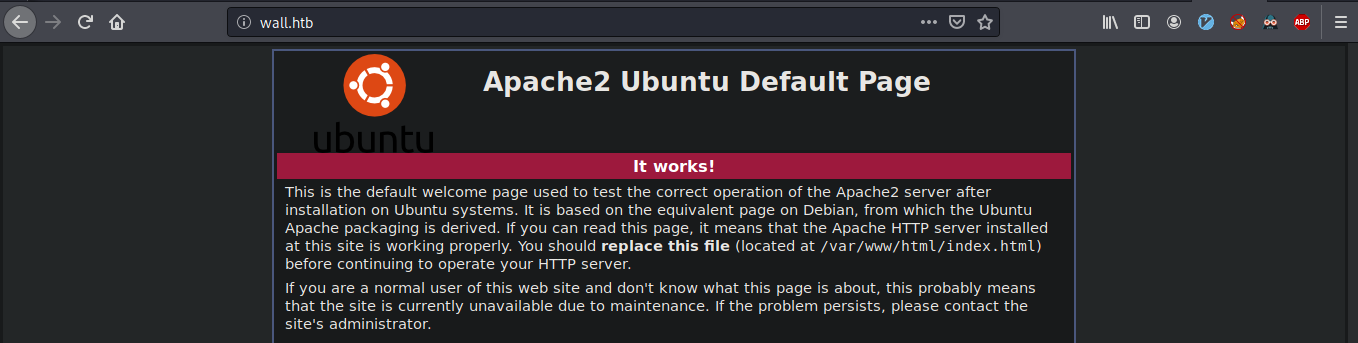 wall.htb
ABP
ubuntu
Apache2 Ubuntu Default Page
It works!
This is the default welcome page used to test the correct operation of the Apache2 server after
installation on Ubuntu systems. It is based on the equivalent page on Debian, from which the Ubuntu
Apache packaging is derived. If you can read this page, it means that the Apache HTTP server installed
at this site is working properly. You should replace this file (located at /var/www/html/index.html)
before continuing to operate your HTTP server.
If you are a normal user of this web site and don't know what this page is about, this probably means
that the site is currently unavailable due to maintenance. If the problem persists, please contact the
site's administrator.